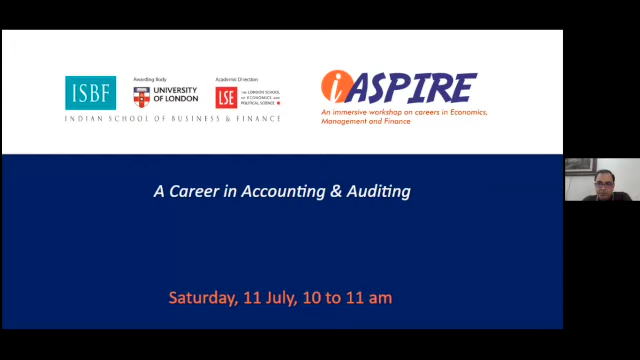 ISBF
INDIAN SCHOOL OF BUSINESS & FINANCE
Awarding Body
UNIVERSITY
OF LONDON
Academic Direction
LSE
THE LONDON SCHOOL
OF ECONOMICS AND
POLITICAL SCIENCE
iASPIRE
An immersive workshop on careers in Economics,
Management and Finance
A Career in Accounting & Auditing
Saturday, 11 July, 10 to 11 am